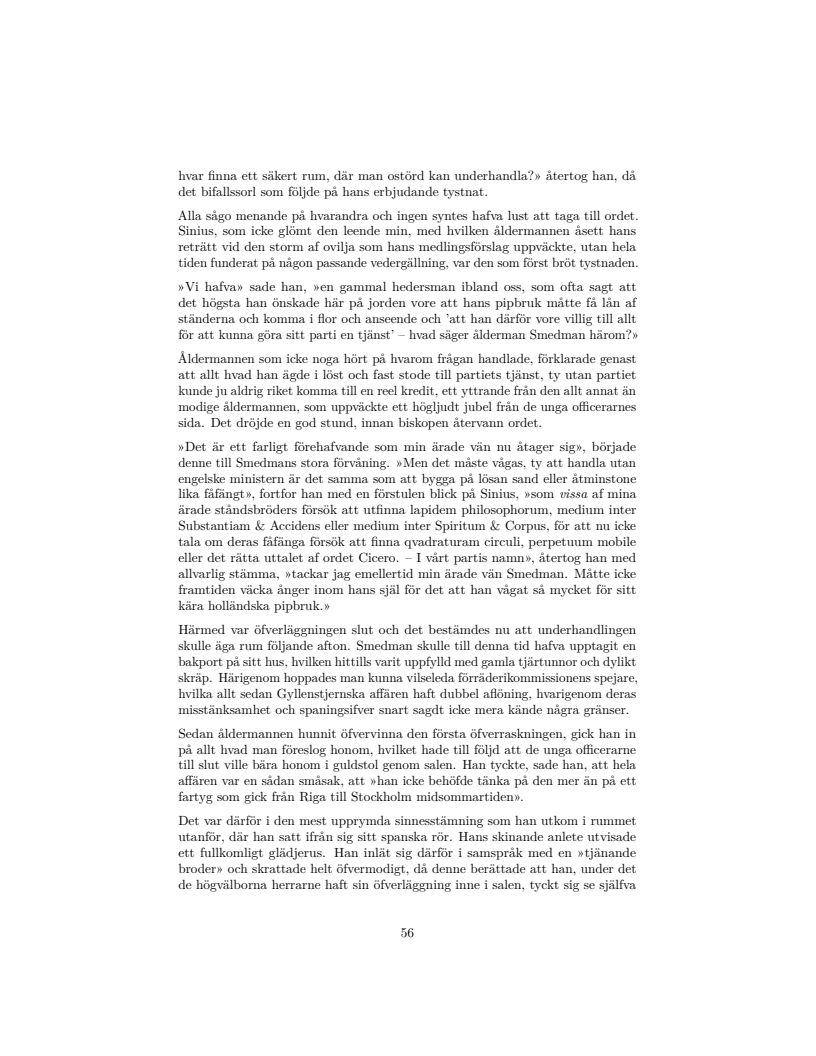 hvar finna ett säkert rum, där man ostörd kan underhandla?» återtog han, då
det bifallssorl som följde på hans erbjudande tystnat.
Alla sågo menande på hvarandra och ingen syntes hafva lust att taga till ordet.
Sinius, som icke glömt den leende min, med hvilken åldermannen åsett hans
reträtt vid den storm af ovilja som hans medlingsförslag uppväckte, utan hela
tiden funderat på någon passande vedergällning, var den som först bröt tystnaden.
»Vi hafva» sade han, »en gammal hedersman ibland oss, som ofta sagt att
det högsta han önskade här på jorden vore att hans pipbruk måtte få lån af
ständerna och komma i flor och anseende och ’att han därför vore villig till allt
för att kunna göra sitt parti en tjänst’ – hvad säger ålderman Smedman härom?»
Åldermannen som icke noga hört på hvarom frågan handlade, förklarade genast
att allt hvad han ägde i löst och fast stode till partiets tjänst, ty utan partiet
kunde ju aldrig riket komma till en reel kredit, ett yttrande från den allt annat än
modige åldermannen, som uppväckte ett högljudt jubel från de unga officerarnes
sida. Det dröjde en god stund, innan biskopen återvann ordet.
»Det är ett farligt förehafvande som min ärade vän nu åtager sig», började
denne till Smedmans stora förvåning. »Men det måste vågas, ty att handla utan
engelske ministern är det samma som att bygga på lösan sand eller åtminstone
lika fåfängt», fortfor han med en förstulen blick på Sinius, »som vissa af mina
ärade ståndsbröders försök att utfinna lapidem philosophorum, medium inter
Substantiam & Accidens eller medium inter Spiritum & Corpus, för att nu icke
tala om deras fåfänga försök att finna qvadraturam circuli, perpetuum mobile
eller det rätta uttalet af ordet Cicero. – I vårt partis namn», återtog han med
allvarlig stämma, »tackar jag emellertid min ärade vän Smedman. Måtte icke
framtiden väcka ånger inom hans själ för det att han vågat så mycket för sitt
kära holländska pipbruk.»
Härmed var öfverläggningen slut och det bestämdes nu att underhandlingen
skulle äga rum följande afton. Smedman skulle till denna tid hafva upptagit en
bakport på sitt hus, hvilken hittills varit uppfylld med gamla tjärtunnor och dylikt
skräp. Härigenom hoppades man kunna vilseleda förräderikommissionens spejare,
hvilka allt sedan Gyllenstjernska affären haft dubbel aflöning, hvarigenom deras
misstänksamhet och spaningsifver snart sagdt icke mera kände några gränser.
Sedan åldermannen hunnit öfvervinna den första öfverraskningen, gick han in
på allt hvad man föreslog honom, hvilket hade till följd att de unga officerarne
till slut ville bära honom i guldstol genom salen. Han tyckte, sade han, att hela
affären var en sådan småsak, att »han icke behöfde tänka på den mer än på ett
fartyg som gick från Riga till Stockholm midsommartiden».
Det var därför i den mest upprymda sinnesstämning som han utkom i rummet
utanför, där han satt ifrån sig sitt spanska rör. Hans skinande anlete utvisade
ett fullkomligt glädjerus. Han inlät sig därför i samspråk med en »tjänande
broder» och skrattade helt öfvermodigt, då denne berättade att han, under det
de högvälborna herrarne haft sin öfverläggning inne i salen, tyckt sig se självfa
56